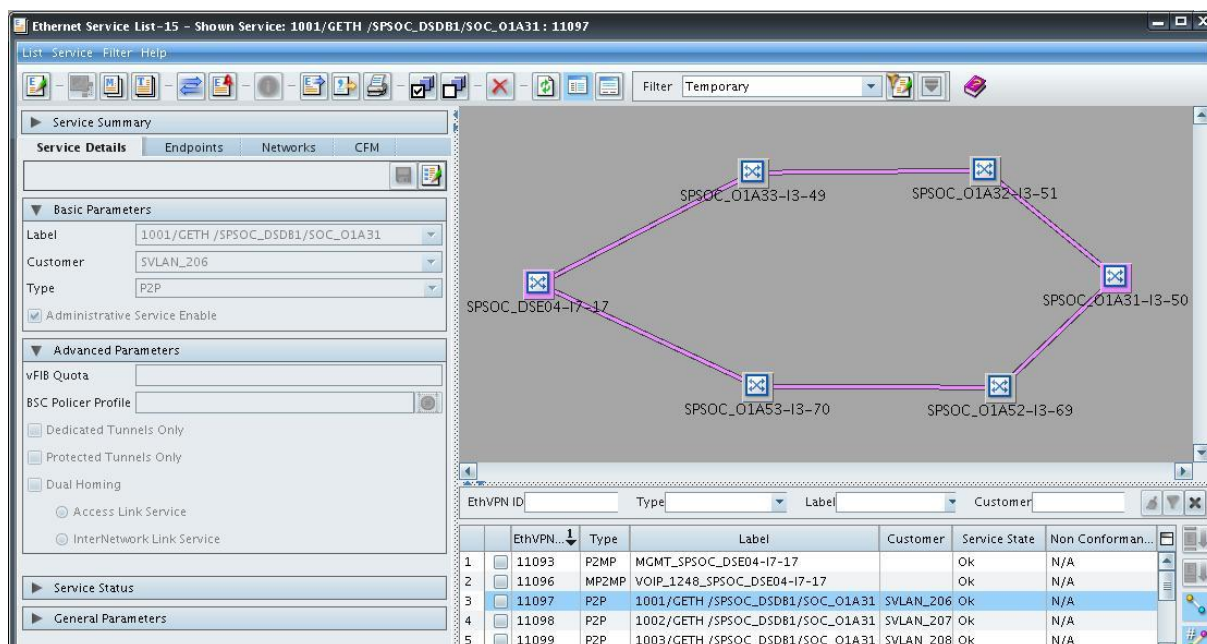 Ethernet Service List-15 - Shown Service: 1001/GETH /SPSOC_DSDB1/SOC_O1A31 : 11097
List Service Filter Help
Filter Temporary
Service Summary
Service Details Endpoints Networks CFM
Basic Parameters
Label 1001/GETH /SPSOC_DSDB1/SOC_O1A31
Customer SVLAN_206
Type P2P
Administrative Service Enable
Advanced Parameters
vFIB Quota
BSC Policer Profile
Dedicated Tunnels Only
Protected Tunnels Only
Dual Homing
Access Link Service
InterNetwork Link Service
Service Status
General Parameters
SPSOC_O1A33-I3-49
SPSOC_O1A32-I3-51
SPSOC_DSE04-I7-17
SPSOC_O1A31-I3-50
SPSOC_O1A53-I3-70
SPSOC_O1A52-I3-69
EthVPN ID Type Label Customer
EthVPN... 1 Type Label Customer Service State Non Conforman...
1 11093 P2MP MGMT_SPSOC_DSE04-I7-17 Ok N/A
2 11096 MP2MP VOIP_1248_SPSOC_DSE04-I7-17 Ok N/A
3 11097 P2P 1001/GETH /SPSOC_DSDB1/SOC_O1A31 SVLAN_206 Ok N/A
4 11098 P2P 1002/GETH /SPSOC_DSDB1/SOC_O1A31 SVLAN_207 Ok N/A
5 11099 P2P 1003/GETH /SPSOC_DSDB1/SOC_O1A31 SVLAN_208 Ok N/A